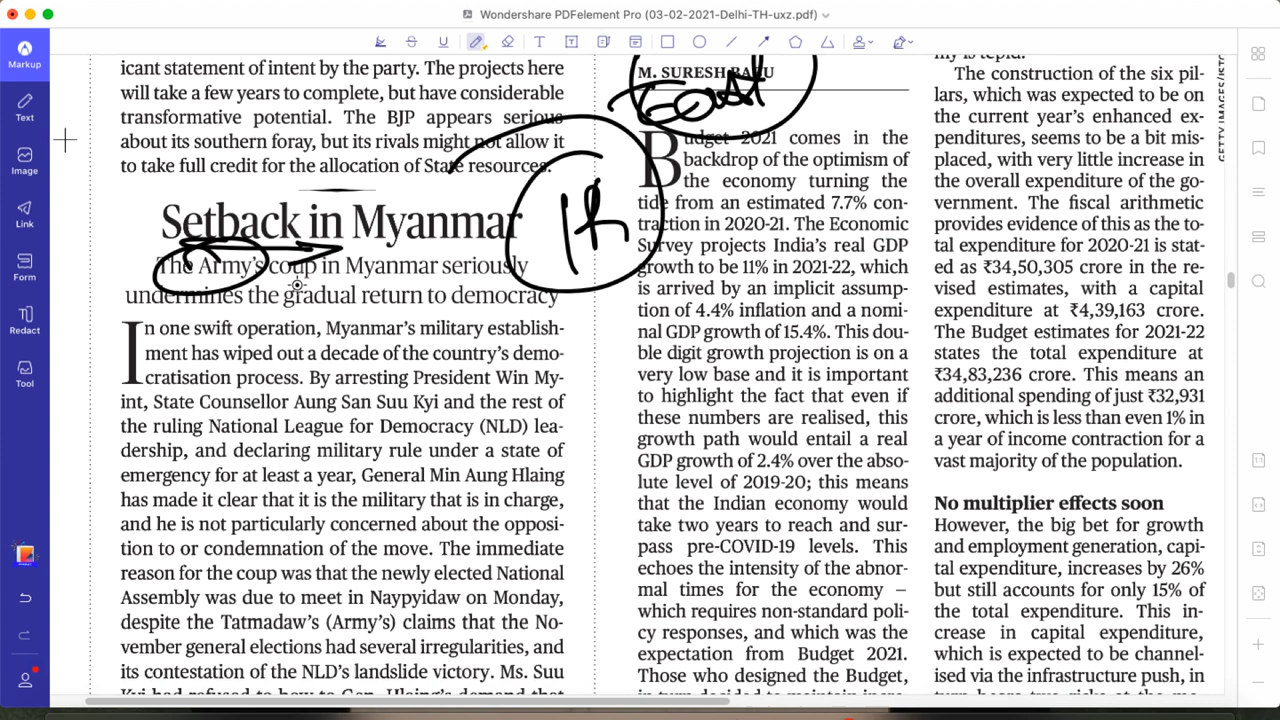 Wondershare PDFelement Pro (03-02-2021-Delhi-TH-uxz.pdf)
Markup
Text
Image
Link
Form
Redact
Tool
icant statement of intent by the party. The projects here
will take a few years to complete, but have considerable
transformative potential. The BJP appears serious
about its southern foray, but its rivals might not allow it
to take full credit for the allocation of State resources.
Setback in Myanmar
The Army's coup in Myanmar seriously
undermines the gradual return to democracy
In one swift operation, Myanmar's military establish-
ment has wiped out a decade of the country's demo-
cratisation process. By arresting President Win My-
int, State Counsellor Aung San Suu Kyi and the rest of
the ruling National League for Democracy (NLD) lea-
dership, and declaring military rule under a state of
emergency for at least a year, General Min Aung Hlaing
has made it clear that it is the military that is in charge,
and he is not particularly concerned about the opposi-
tion to or condemnation of the move. The immediate
reason for the coup was that the newly elected National
Assembly was due to meet in Naypyidaw on Monday,
despite the Tatmadaw's (Army's) claims that the No-
vember general elections had several irregularities, and
its contestation of the NLD's landslide victory. Ms. Suu
Kyi had refused to bow to Gen. Hlaing's demand that
M. SURESH BABU
Budget 2021 comes in the
backdrop of the optimism of
the economy turning the
tide from an estimated 7.7% con-
traction in 2020-21. The Economic
Survey projects India's real GDP
growth to be 11% in 2021-22, which
is arrived by an implicit assump-
tion of 4.4% inflation and a nomi-
nal GDP growth of 15.4%. This dou-
ble digit growth projection is on a
very low base and it is important
to highlight the fact that even if
these numbers are realised, this
growth path would entail a real
GDP growth of 2.4% over the abso-
lute level of 2019-20; this means
that the Indian economy would
take two years to reach and sur-
pass pre-COVID-19 levels. This
echoes the intensity of the abnor-
mal times for the economy –
which requires non-standard poli-
cy responses, and which was the
expectation from Budget 2021.
Those who designed the Budget,
my is tepid.
The construction of the six pil-
lars, which was expected to be on
the current year's enhanced ex-
penditures, seems to be a bit mis-
placed, with very little increase in
the overall expenditure of the go-
vernment. The fiscal arithmetic
provides evidence of this as the to-
tal expenditure for 2020-21 is stat-
ed as ₹34,50,305 crore in the re-
vised estimates, with a capital
expenditure at ₹4,39,163 crore.
The Budget estimates for 2021-22
states the total expenditure at
₹34,83,236 crore. This means an
additional spending of just ₹32,931
crore, which is less than even 1% in
a year of income contraction for a
vast majority of the population.
No multiplier effects soon
However, the big bet for growth
and employment generation, capi-
tal expenditure, increases by 26%
but still accounts for only 15% of
the total expenditure. This in-
crease in capital expenditure,
which is expected to be channel-
ised via the infrastructure push, in
GETTY IMAGES/ISTO